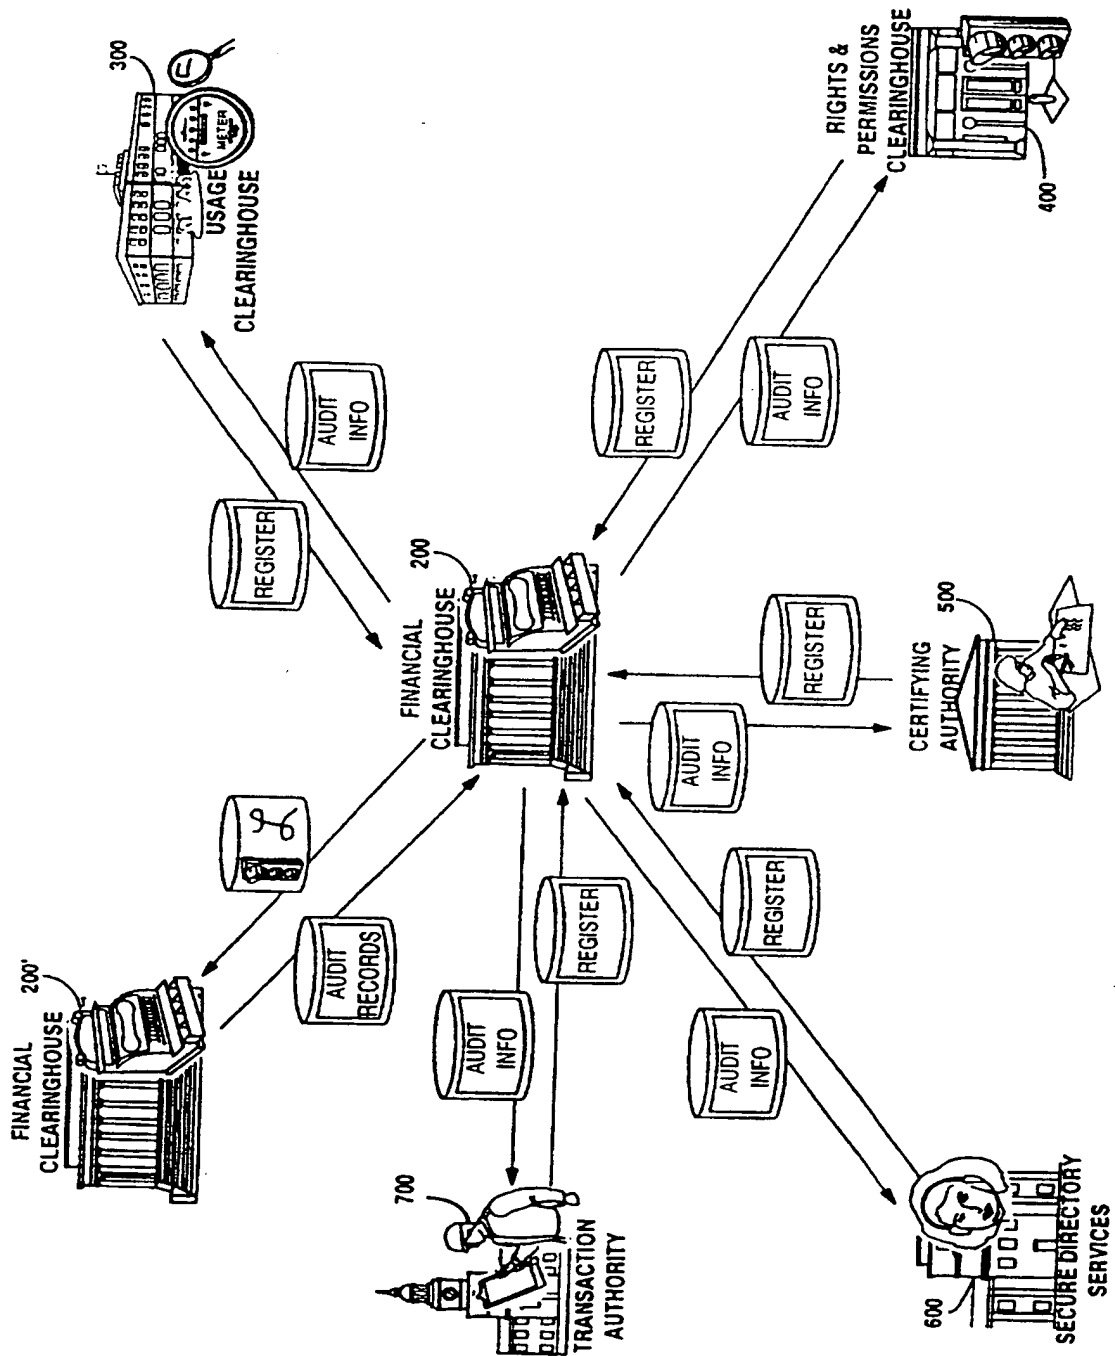 FINANCIAL
CLEARINGHOUSE
200'
300
METER
USAGE
CLEARINGHOUSE
REGISTER
AUDIT
INFO
AUDIT
RECORDS
FINANCIAL
CLEARINGHOUSE
200
700
TRANSACTION
AUTHORITY
AUDIT
INFO
REGISTER
REGISTER
AUDIT
INFO
RIGHTS &
PERMISSIONS
CLEARINGHOUSE
400
AUDIT
INFO
REGISTER
AUDIT
INFO
REGISTER
CERTIFYING
AUTHORITY
500
600
SECURE DIRECTORY
SERVICES